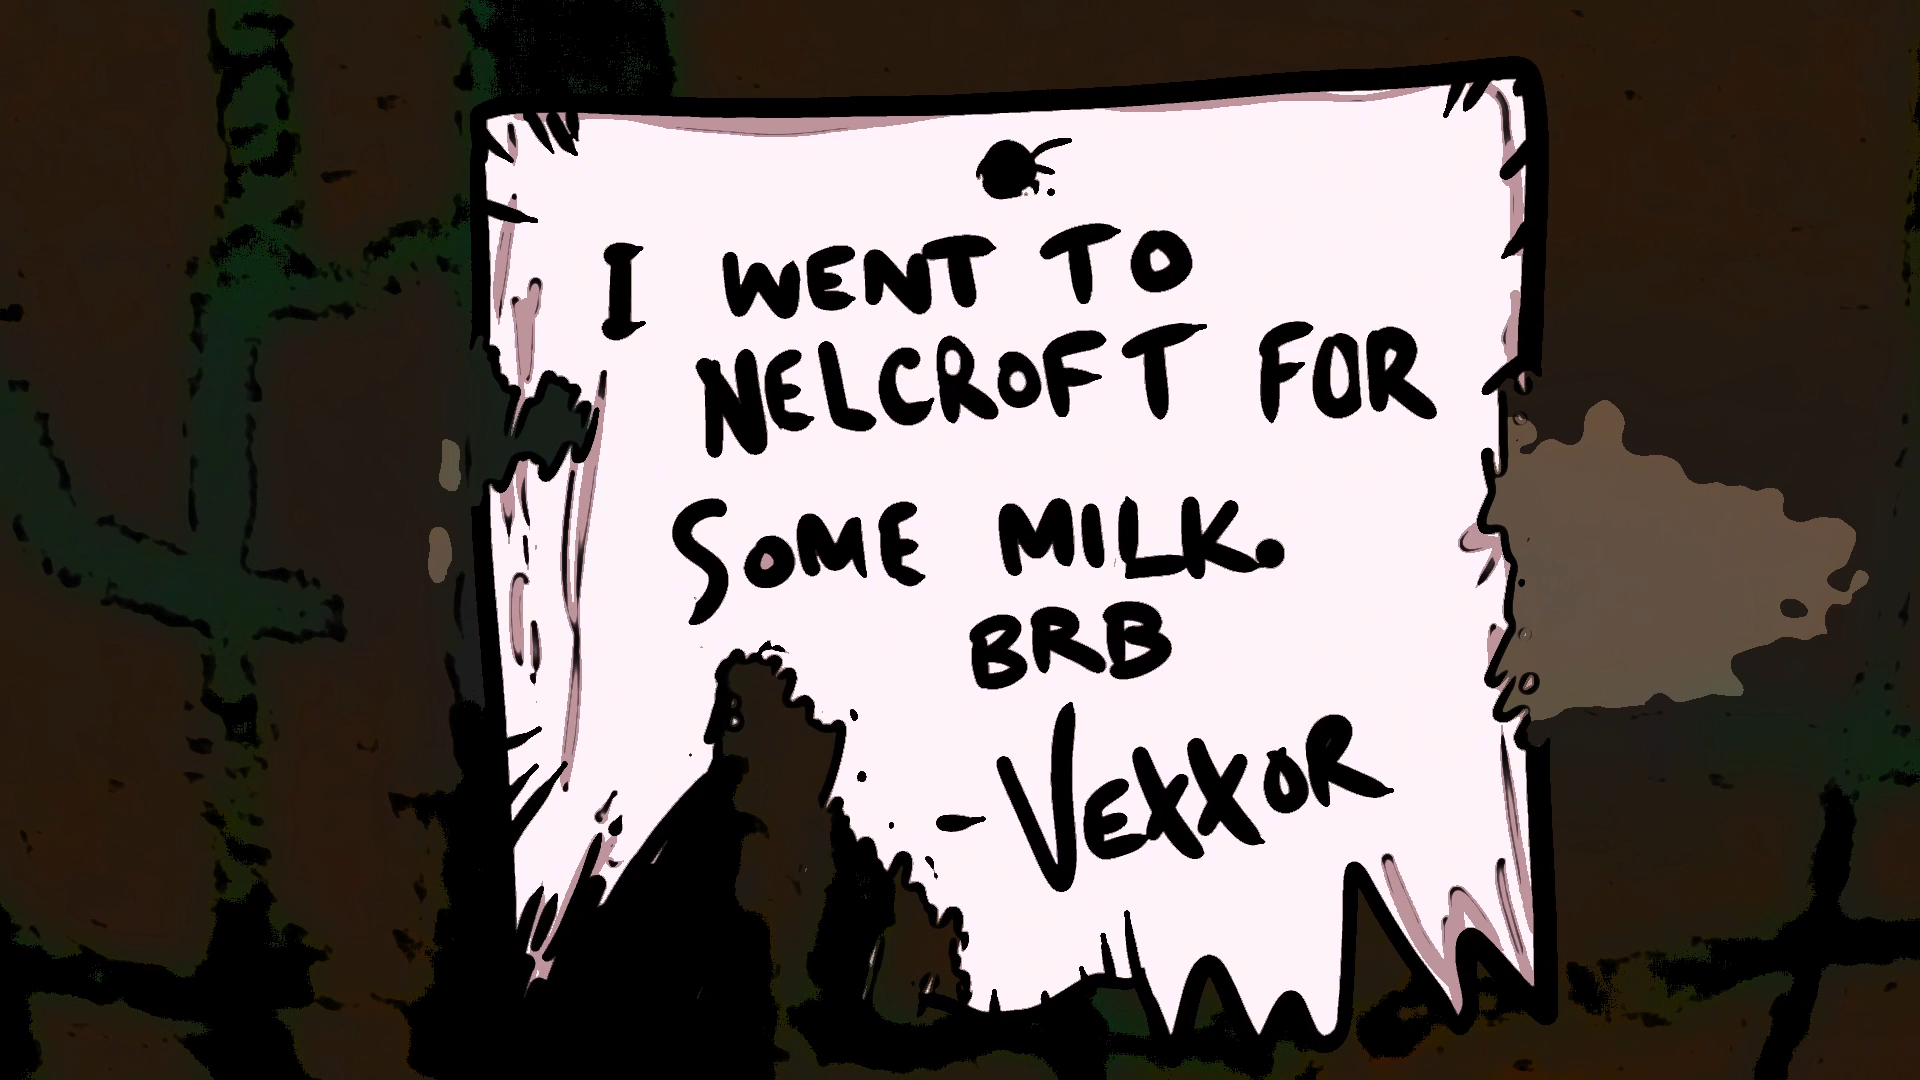 I WENT TO
NELCROFT FOR
SOME MILK.
BRB
- VEXXOR